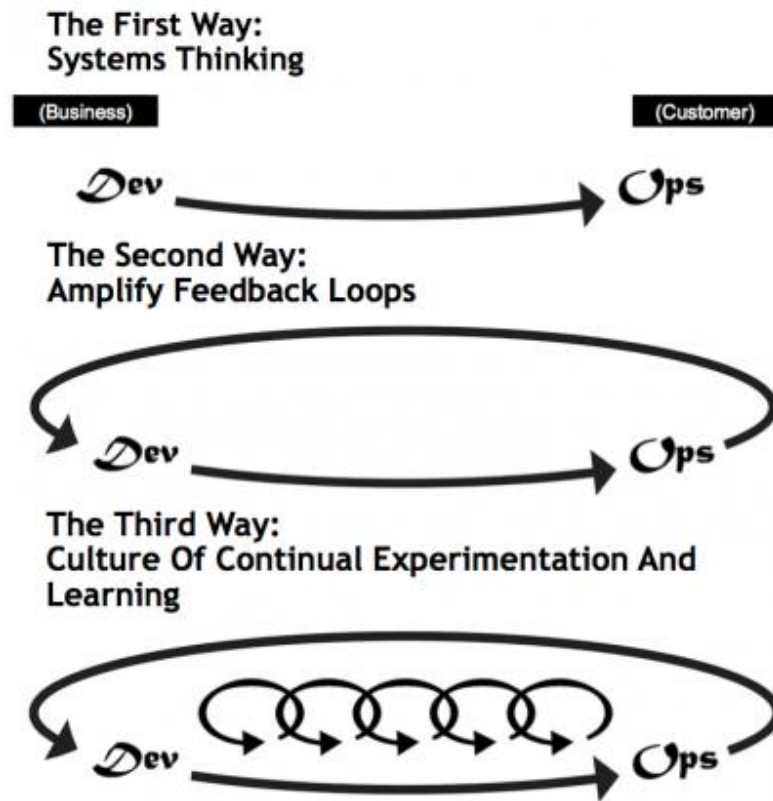 The First Way:
Systems Thinking
(Business) (Customer)
Dev Ops
The Second Way:
Amplify Feedback Loops
Dev Ops
The Third Way:
Culture Of Continual Experimentation And
Learning
Dev Ops